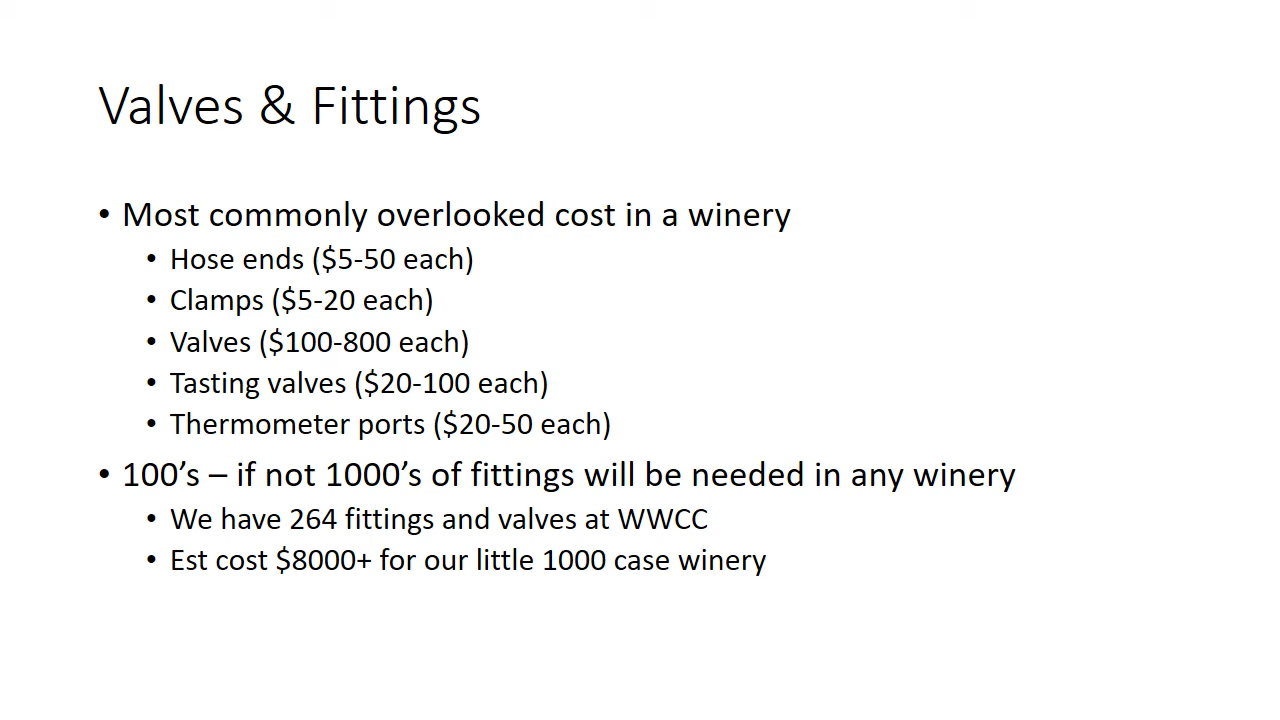 Valves & Fittings
• Most commonly overlooked cost in a winery
• Hose ends ($5-50 each)
• Clamps ($5-20 each)
• Valves ($100-800 each)
• Tasting valves ($20-100 each)
• Thermometer ports ($20-50 each)
• 100’s – if not 1000’s of fittings will be needed in any winery
• We have 264 fittings and valves at WWCC
• Est cost $8000+ for our little 1000 case winery